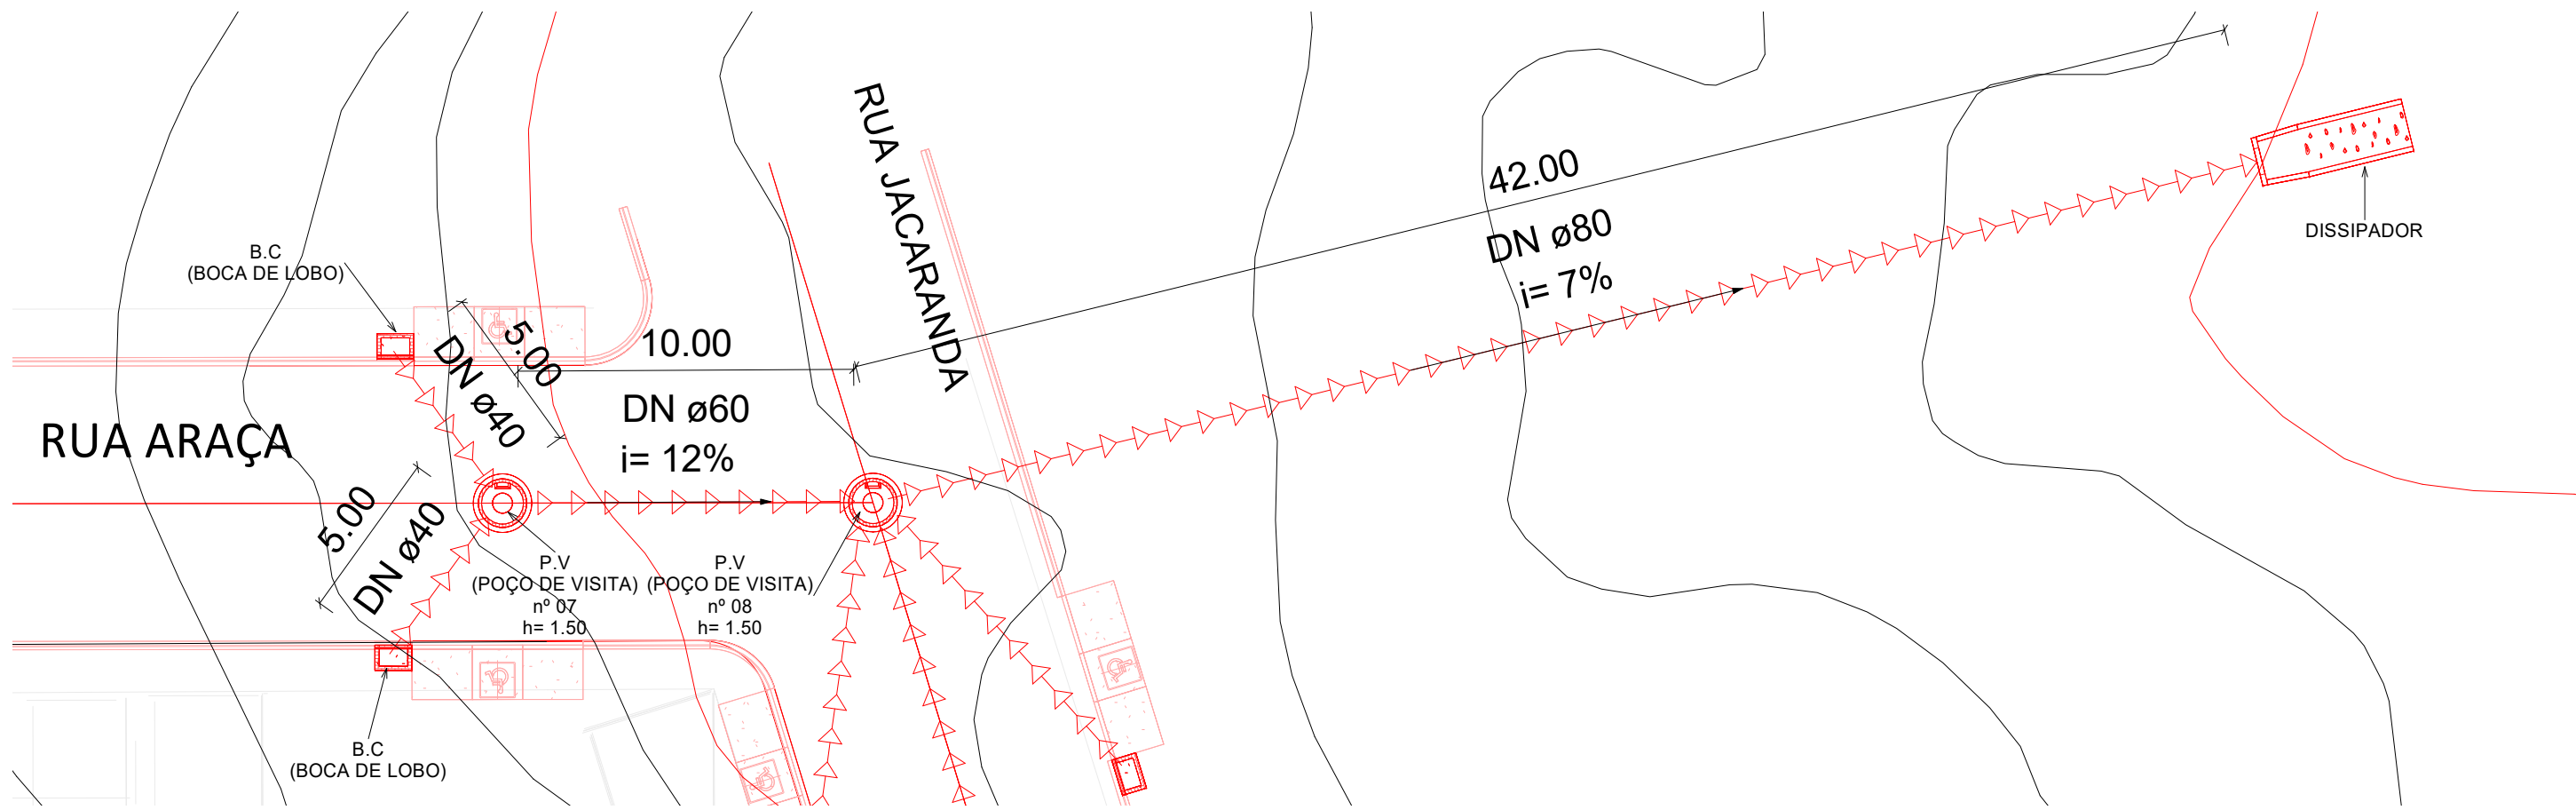 RUA JACARANDA
42.00
DN ø80
i= 7%
DISSIPADOR
B.C
(BOCA DE LOBO)
5.00
DN ø40
10.00
DN ø60
i= 12%
RUA ARAÇA
5.00
DN ø40
P.V
(POÇO DE VISITA)
nº 07
h= 1.50
P.V
(POÇO DE VISITA)
nº 08
h= 1.50
B.C
(BOCA DE LOBO)